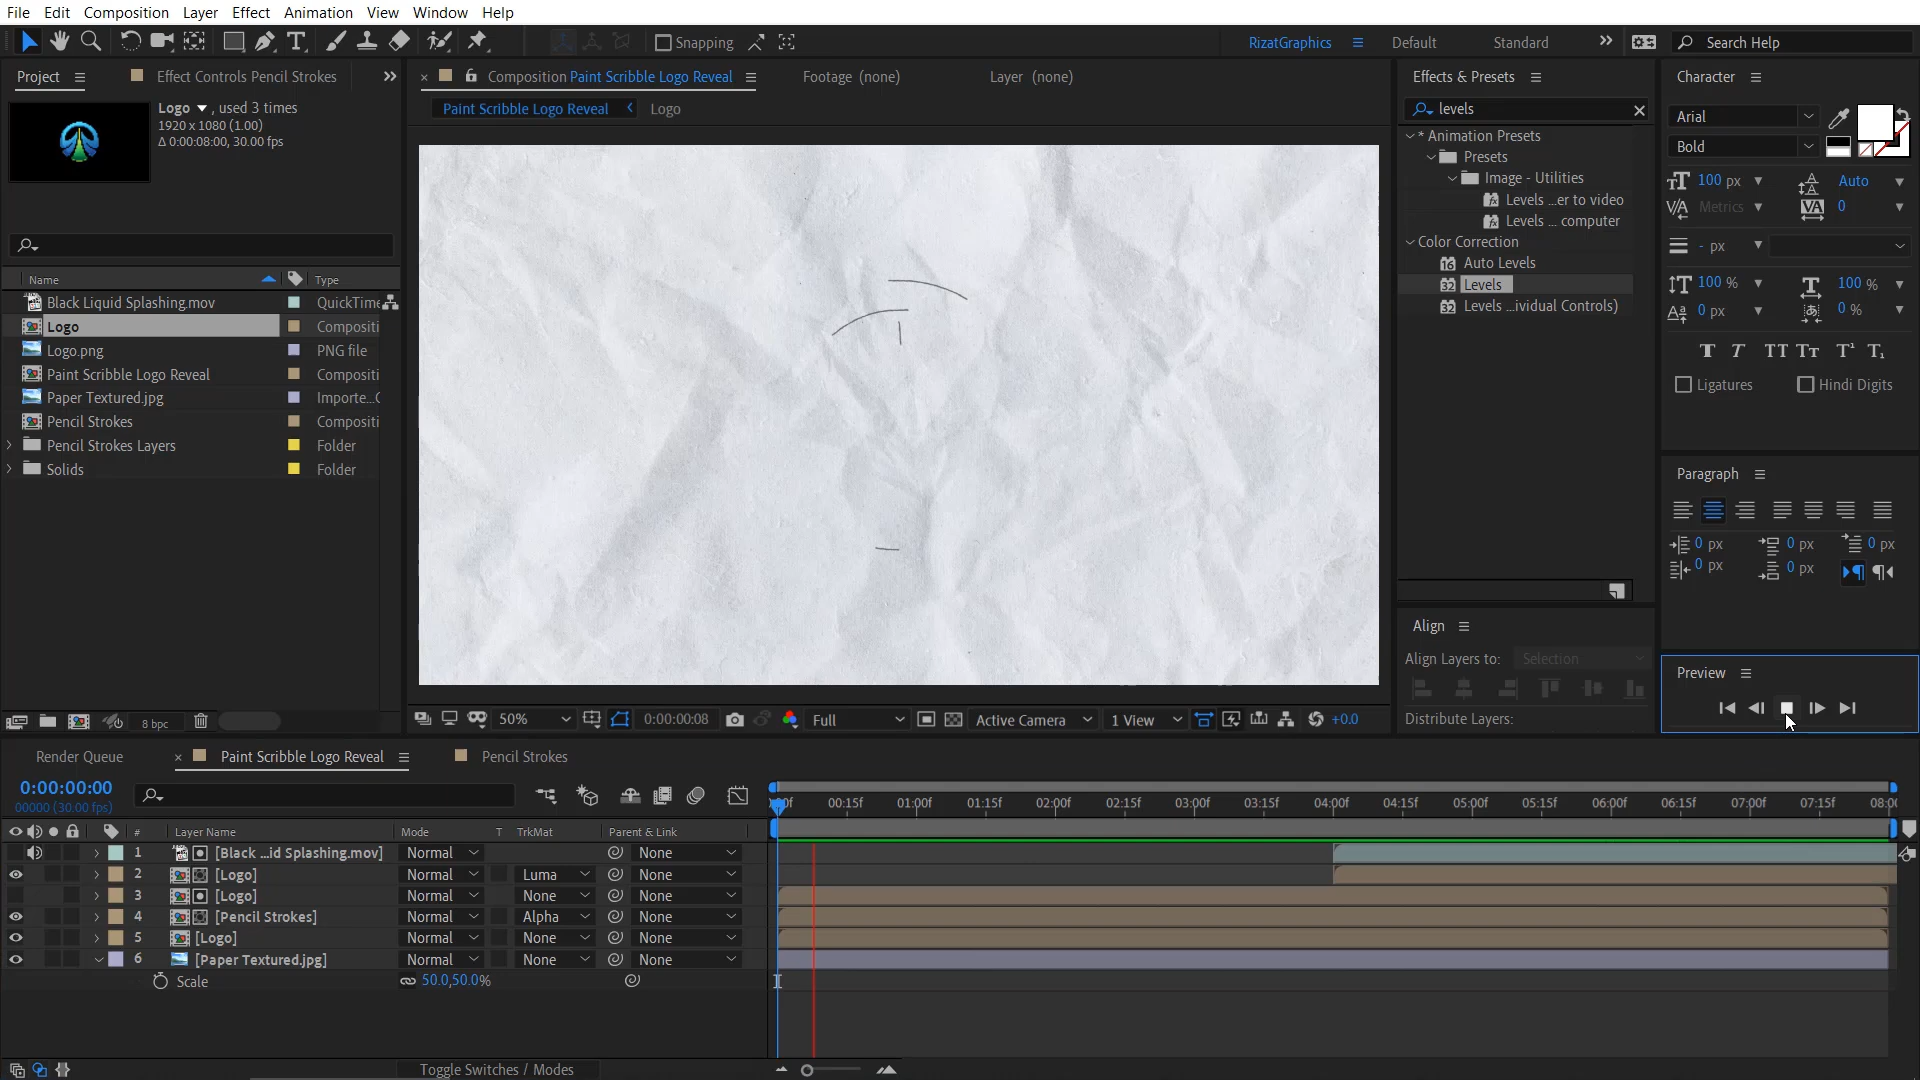 File Edit Composition Layer Effect Animation View Window Help
Snapping
RizatGraphics Default Standard Search Help
Project Effect Controls Pencil Strokes
Logo , used 3 times
1920 x 1080 (1.00)
Δ 0:00:08:00, 30.00 fps
Name Type
Black Liquid Splashing.mov QuickTime
Logo Compositi
Logo.png PNG file
Paint Scribble Logo Reveal Compositi
Paper Textured.jpg Importe...C
Pencil Strokes Compositi
Pencil Strokes Layers Folder
Solids Folder
8 bpc
Composition Paint Scribble Logo Reveal Footage (none) Layer (none)
Paint Scribble Logo Reveal Logo
50% 0:00:00:08 Full Active Camera 1 View +0.0
Effects & Presets
levels
* Animation Presets
Presets
Image - Utilities
Levels ...er to video
Levels ... computer
Color Correction
16 Auto Levels
32 Levels
32 Levels ...ividual Controls)
Align
Align Layers to: Selection
Distribute Layers:
Character
Arial
Bold
100 px Auto
Metrics 0
- px
100 % 100 %
0 px 0 %
T T TT Tt T¹ T₁
Ligatures Hindi Digits
Paragraph
0 px 0 px 0 px
0 px 0 px
Preview
Render Queue Paint Scribble Logo Reveal Pencil Strokes
0:00:00:00
00000 (30.00 fps)
00:15f 01:00f 01:15f 02:00f 02:15f 03:00f 03:15f 04:00f 04:15f 05:00f 05:15f 06:00f 06:15f 07:00f 07:15f 08:00
# Layer Name Mode T TrkMat Parent & Link
1 [Black ...id Splashing.mov] Normal None
2 [Logo] Normal Luma None
3 [Logo] Normal None None
4 [Pencil Strokes] Normal Alpha None
5 [Logo] Normal None None
6 [Paper Textured.jpg] Normal None None
Scale 50.0,50.0%
Toggle Switches / Modes